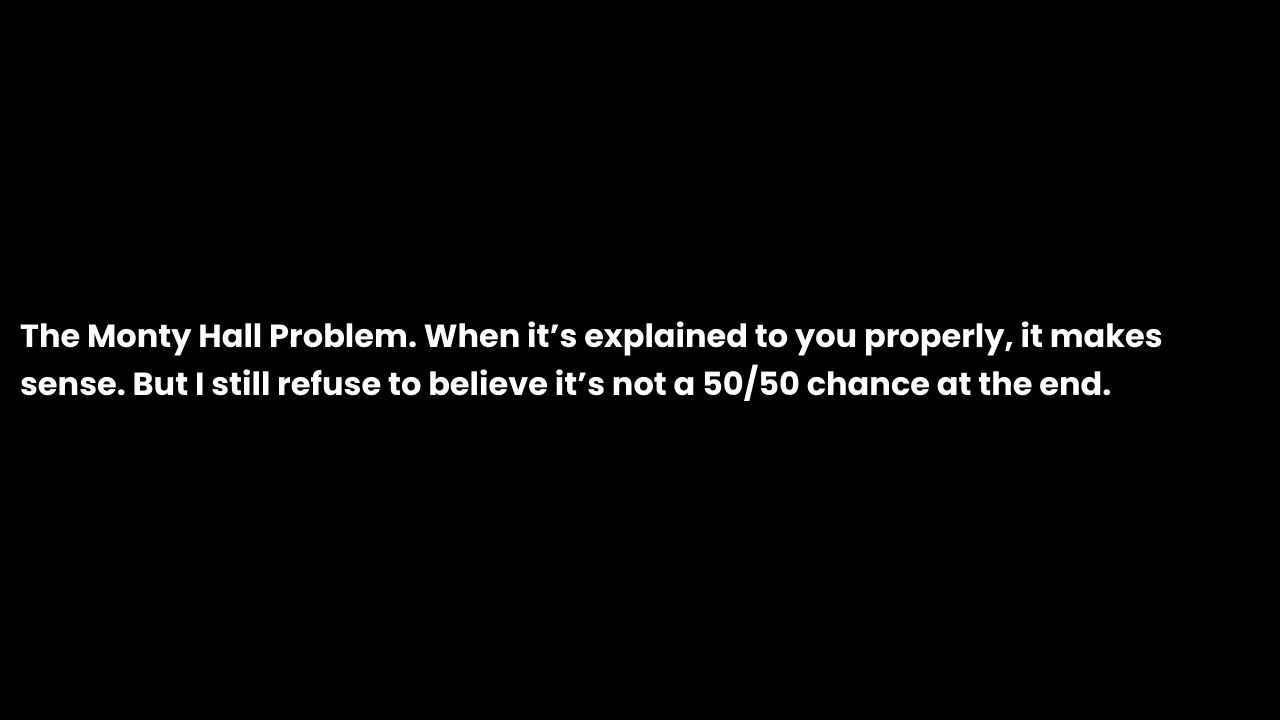 The Monty Hall Problem. When it’s explained to you properly, it makes
sense. But I still refuse to believe it’s not a 50/50 chance at the end.